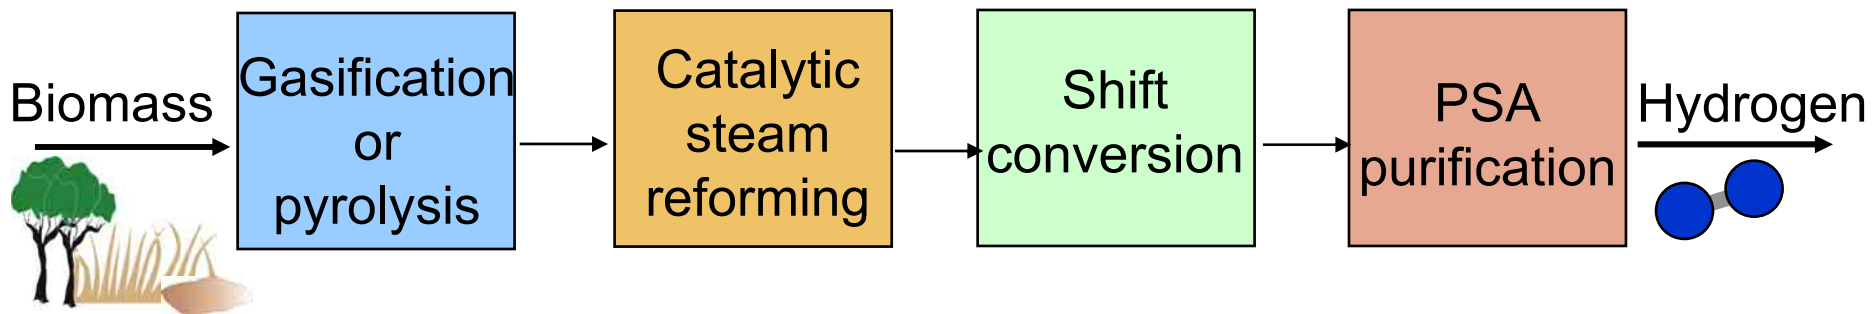 Biomass
Gasification
or
pyrolysis
Catalytic
steam
reforming
Shift
conversion
PSA
purification
Hydrogen